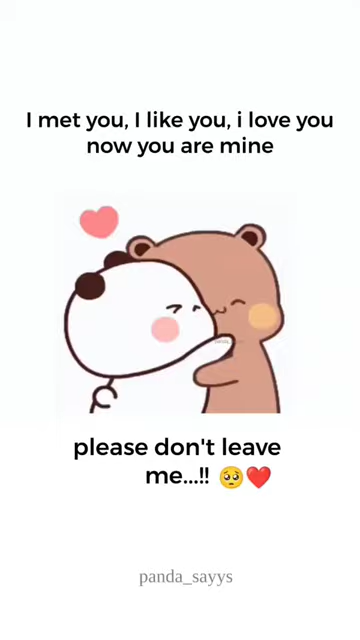 I met you, I like you, i love you
now you are mine
please don't leave
me...!! 🥺❤️
panda_sayys